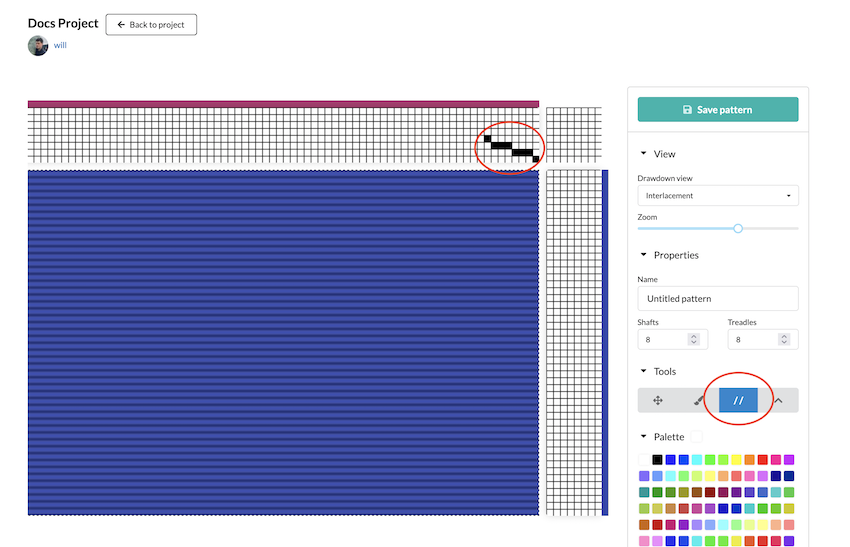 Docs Project
Back to project
will
Save pattern
View
Drawdown view
Interlacement
Zoom
Properties
Name
Untitled pattern
Shafts Treadles
8 8
Tools
Palette